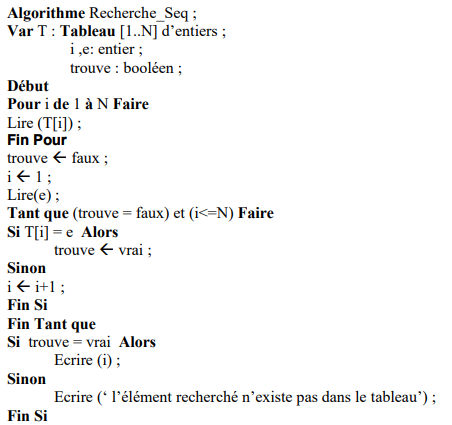 Algorithme Recherche_Seq ;
Var T : Tableau [1..N] d’entiers ;
i ,e: entier ;
trouve : booléen ;
Début
Pour i de 1 à N Faire
Lire (T[i]) ;
Fin Pour
trouve ← faux ;
i ← 1 ;
Lire(e) ;
Tant que (trouve = faux) et (i<=N) Faire
Si T[i] = e Alors
trouve ← vrai ;
Sinon
i ← i+1 ;
Fin Si
Fin Tant que
Si trouve = vrai Alors
Ecrire (i) ;
Sinon
Ecrire (‘ l’élément recherché n’existe pas dans le tableau’) ;
Fin Si